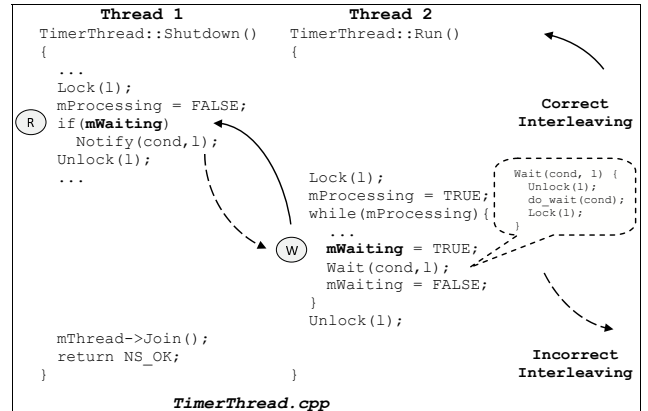 Thread 1
TimerThread::Shutdown()
{
...
Lock(l);
mProcessing = FALSE;
R
if(mWaiting)
Notify(cond,l);
Unlock(l);
...
mThread->Join();
return NS_OK;
}
Thread 2
TimerThread::Run()
{
Lock(l);
mProcessing = TRUE;
while(mProcessing){
...
W
mWaiting = TRUE;
Wait(cond,l);
mWaiting = FALSE;
}
Unlock(l);
}
Correct
Interleaving
Wait(cond, l) {
Unlock(l);
do_wait(cond);
Lock(l);
}
Incorrect
Interleaving
TimerThread.cpp